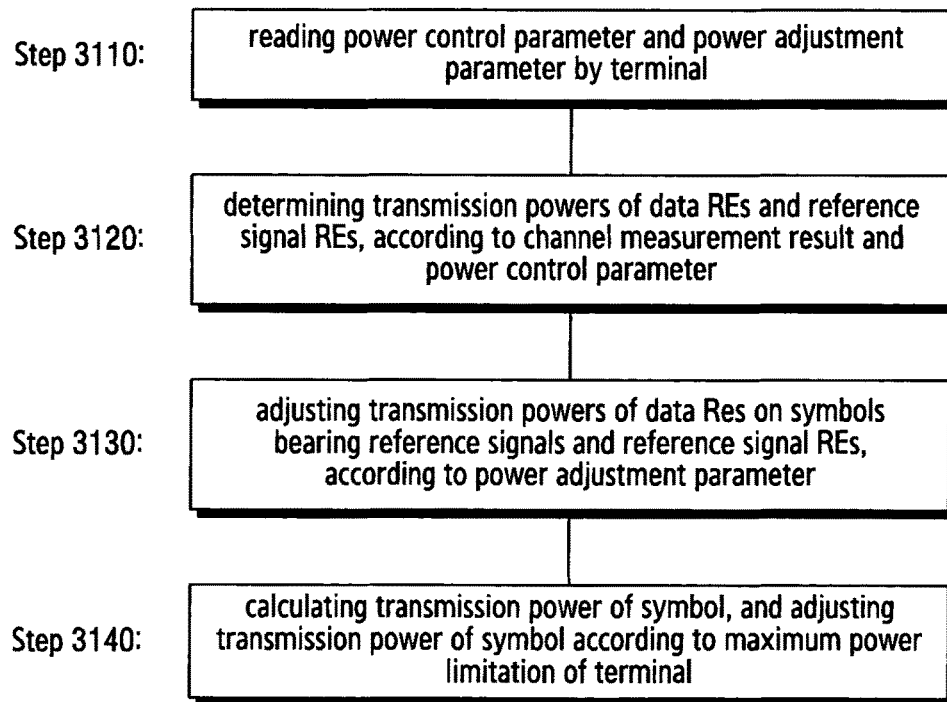 Step 3110:
reading power control parameter and power adjustment
parameter by terminal
Step 3120:
determining transmission powers of data REs and reference
signal REs, according to channel measurement result and
power control parameter
Step 3130:
adjusting transmission powers of data Res on symbols
bearing reference signals and reference signal REs,
according to power adjustment parameter
Step 3140:
calculating transmission power of symbol, and adjusting
transmission power of symbol according to maximum power
limitation of terminal